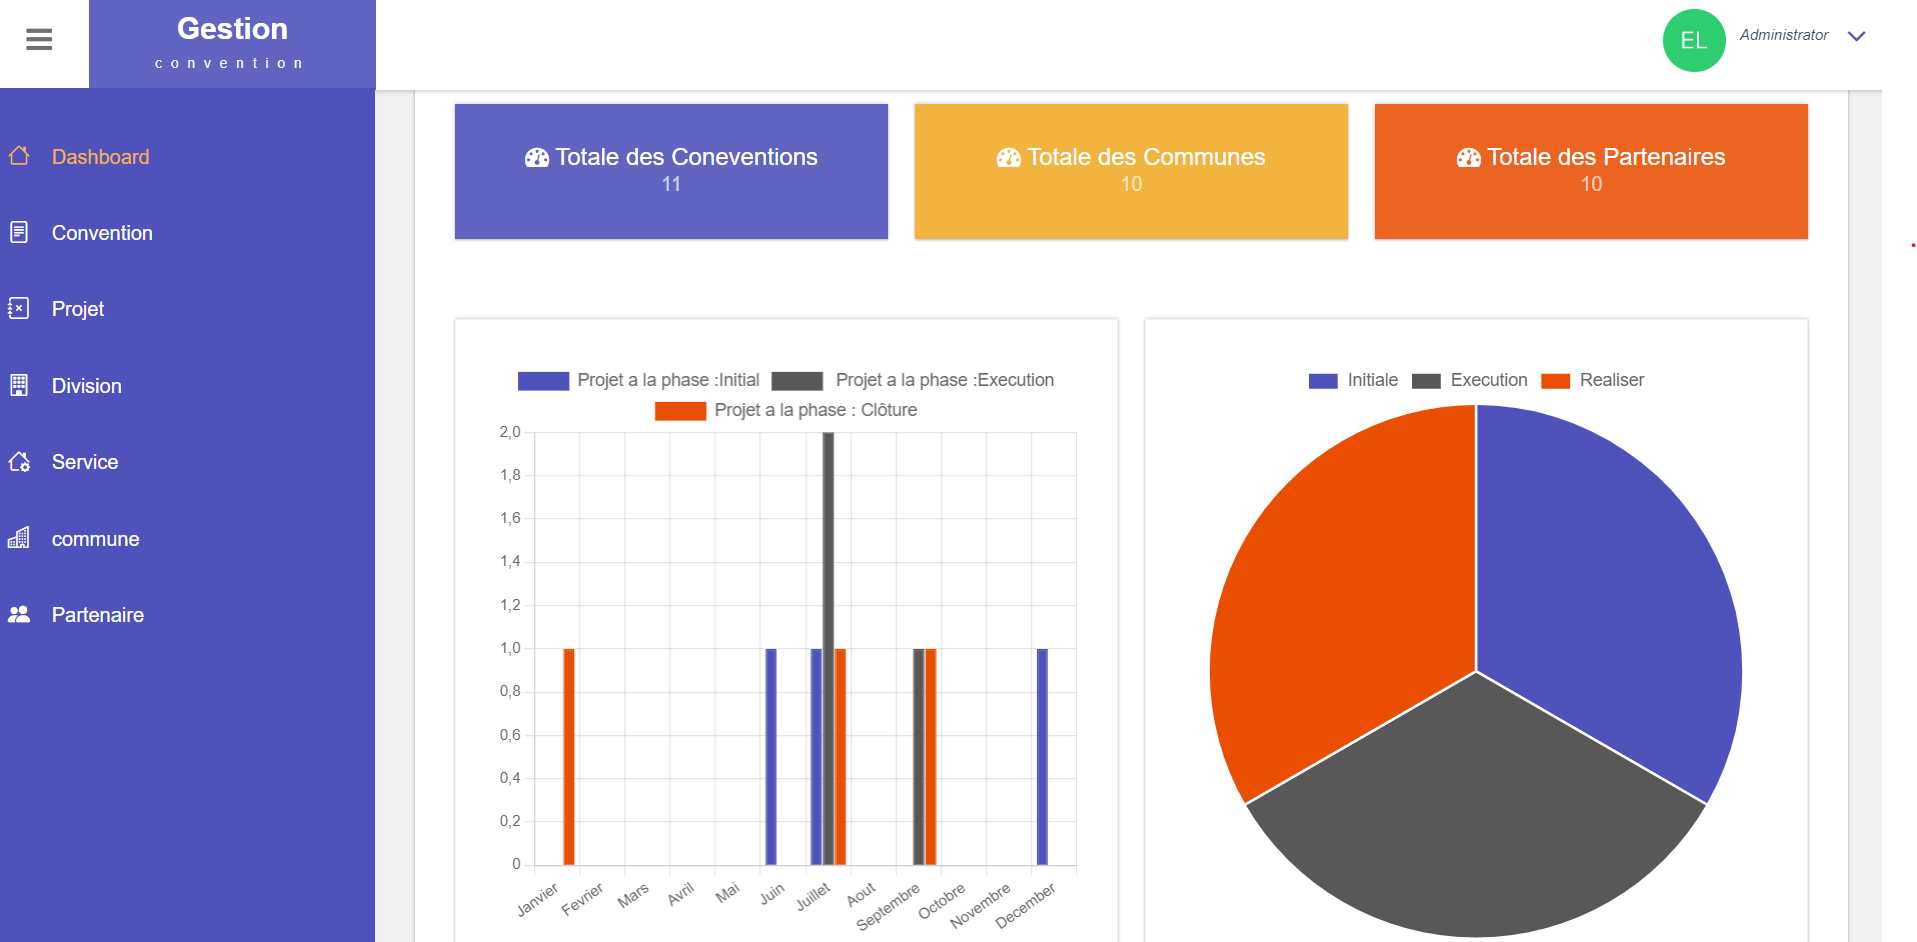 Gestion
convention
EL
Administrator
Dashboard
Convention
Projet
Division
Service
commune
Partenaire
Totale des Coneventions
11
Totale des Communes
10
Totale des Partenaires
10
Projet a la phase :Initial
Projet a la phase :Execution
Projet a la phase : Clôture
2,0
1,8
1,6
1,4
1,2
1,0
0,8
0,6
0,4
0,2
0
Janvier
Fevrier
Mars
Avril
Mai
Juin
Juillet
Aout
Septembre
Octobre
Novembre
December
Initiale
Execution
Realiser